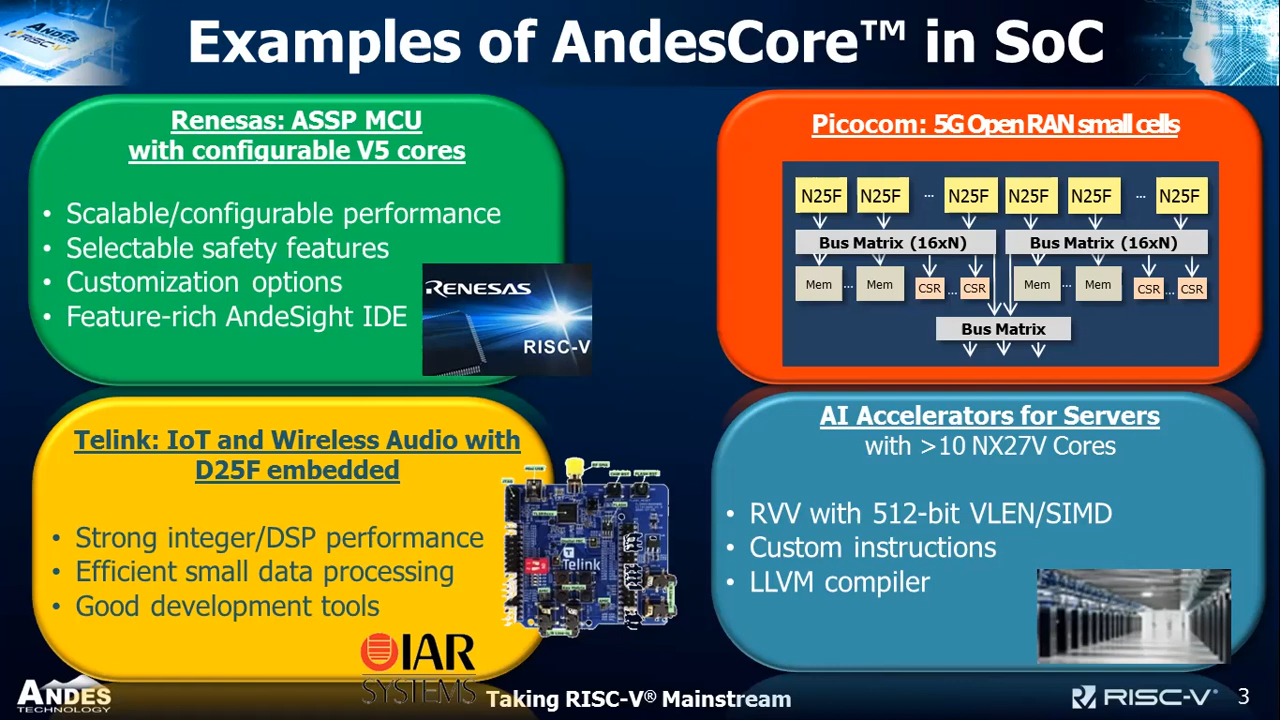 Examples of AndesCore™ in SoC
ANDES
RISC-V
Renesas: ASSP MCU
with configurable V5 cores
• Scalable/configurable performance
• Selectable safety features
• Customization options
• Feature-rich AndeSight IDE
RENESAS
RISC-V
Picocom: 5G Open RAN small cells
N25F N25F ... N25F N25F N25F ... N25F
Bus Matrix (16xN) Bus Matrix (16xN)
Mem ... Mem CSR ... CSR Mem ... Mem CSR ... CSR
Bus Matrix
Telink: IoT and Wireless Audio with
D25F embedded
• Strong integer/DSP performance
• Efficient small data processing
• Good development tools
Telink
IAR
SYSTEMS
AI Accelerators for Servers
with >10 NX27V Cores
• RVV with 512-bit VLEN/SIMD
• Custom instructions
• LLVM compiler
ANDES
TECHNOLOGY
Taking RISC-V® Mainstream
RISC-V®
3